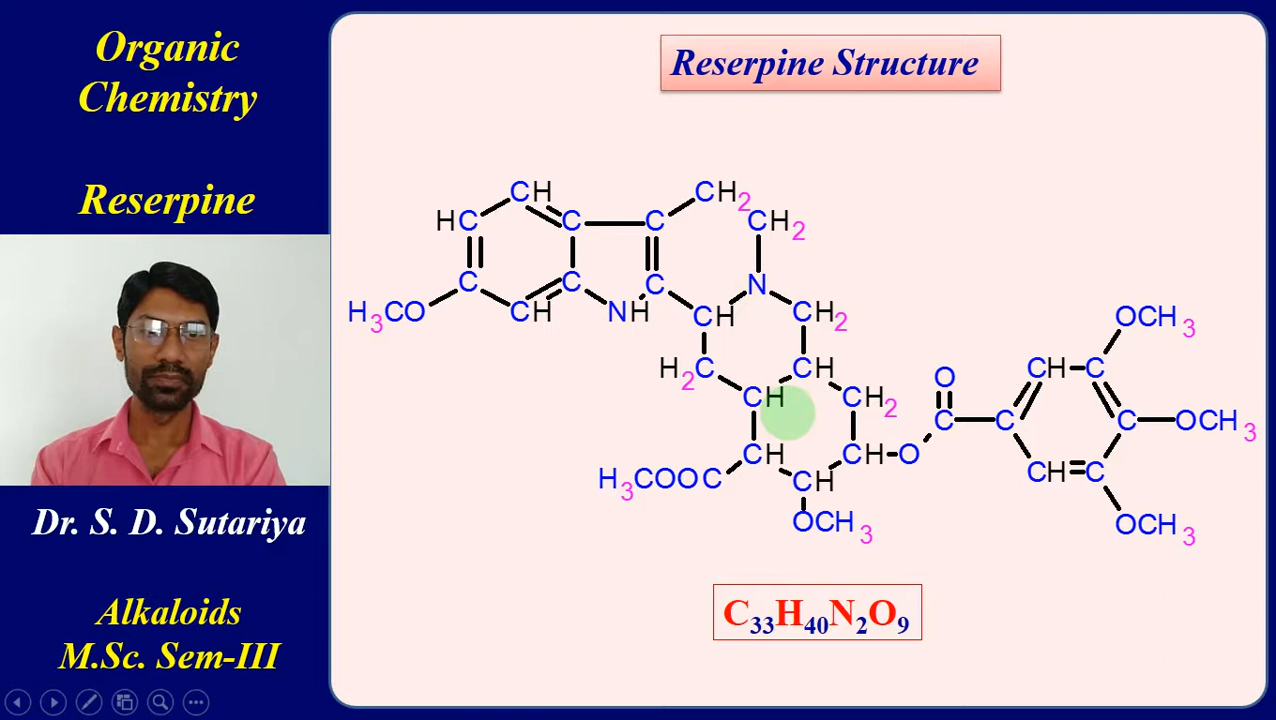 Organic
Chemistry
Reserpine
Dr. S. D. Sutariya
Alkaloids
M.Sc. Sem-III
Reserpine Structure
CH CH2
HC C C CH2
C C C N
H3CO CH NH CH CH2 OCH3
H2C CH O CH C
CH CH2 C C C OCH3
CH CH O CH C
H3COOC CH
OCH3 OCH3
C33H40N2O9